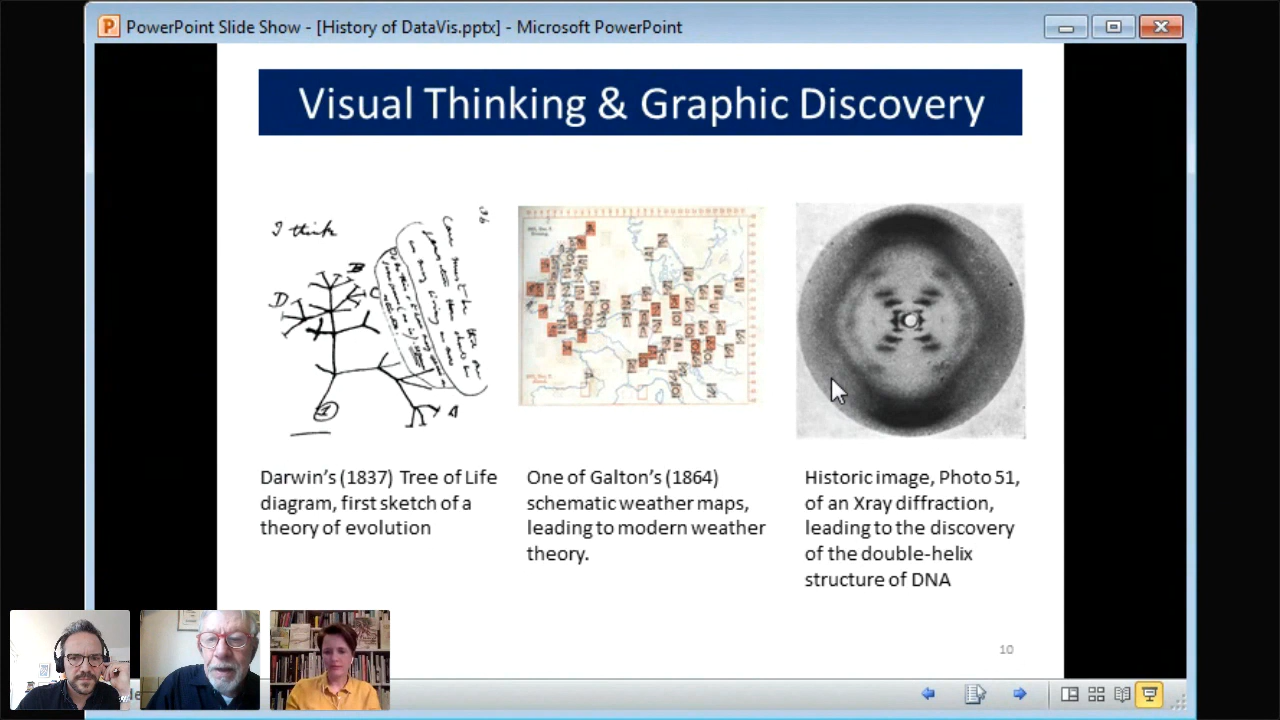 PowerPoint Slide Show - [History of DataVis.pptx] - Microsoft PowerPoint
Visual Thinking & Graphic Discovery
I think
36
B
D
C
A
1
Darwin's (1837) Tree of Life
diagram, first sketch of a
theory of evolution
One of Galton's (1864)
schematic weather maps,
leading to modern weather
theory.
Historic image, Photo 51,
of an Xray diffraction,
leading to the discovery
of the double-helix
structure of DNA
10